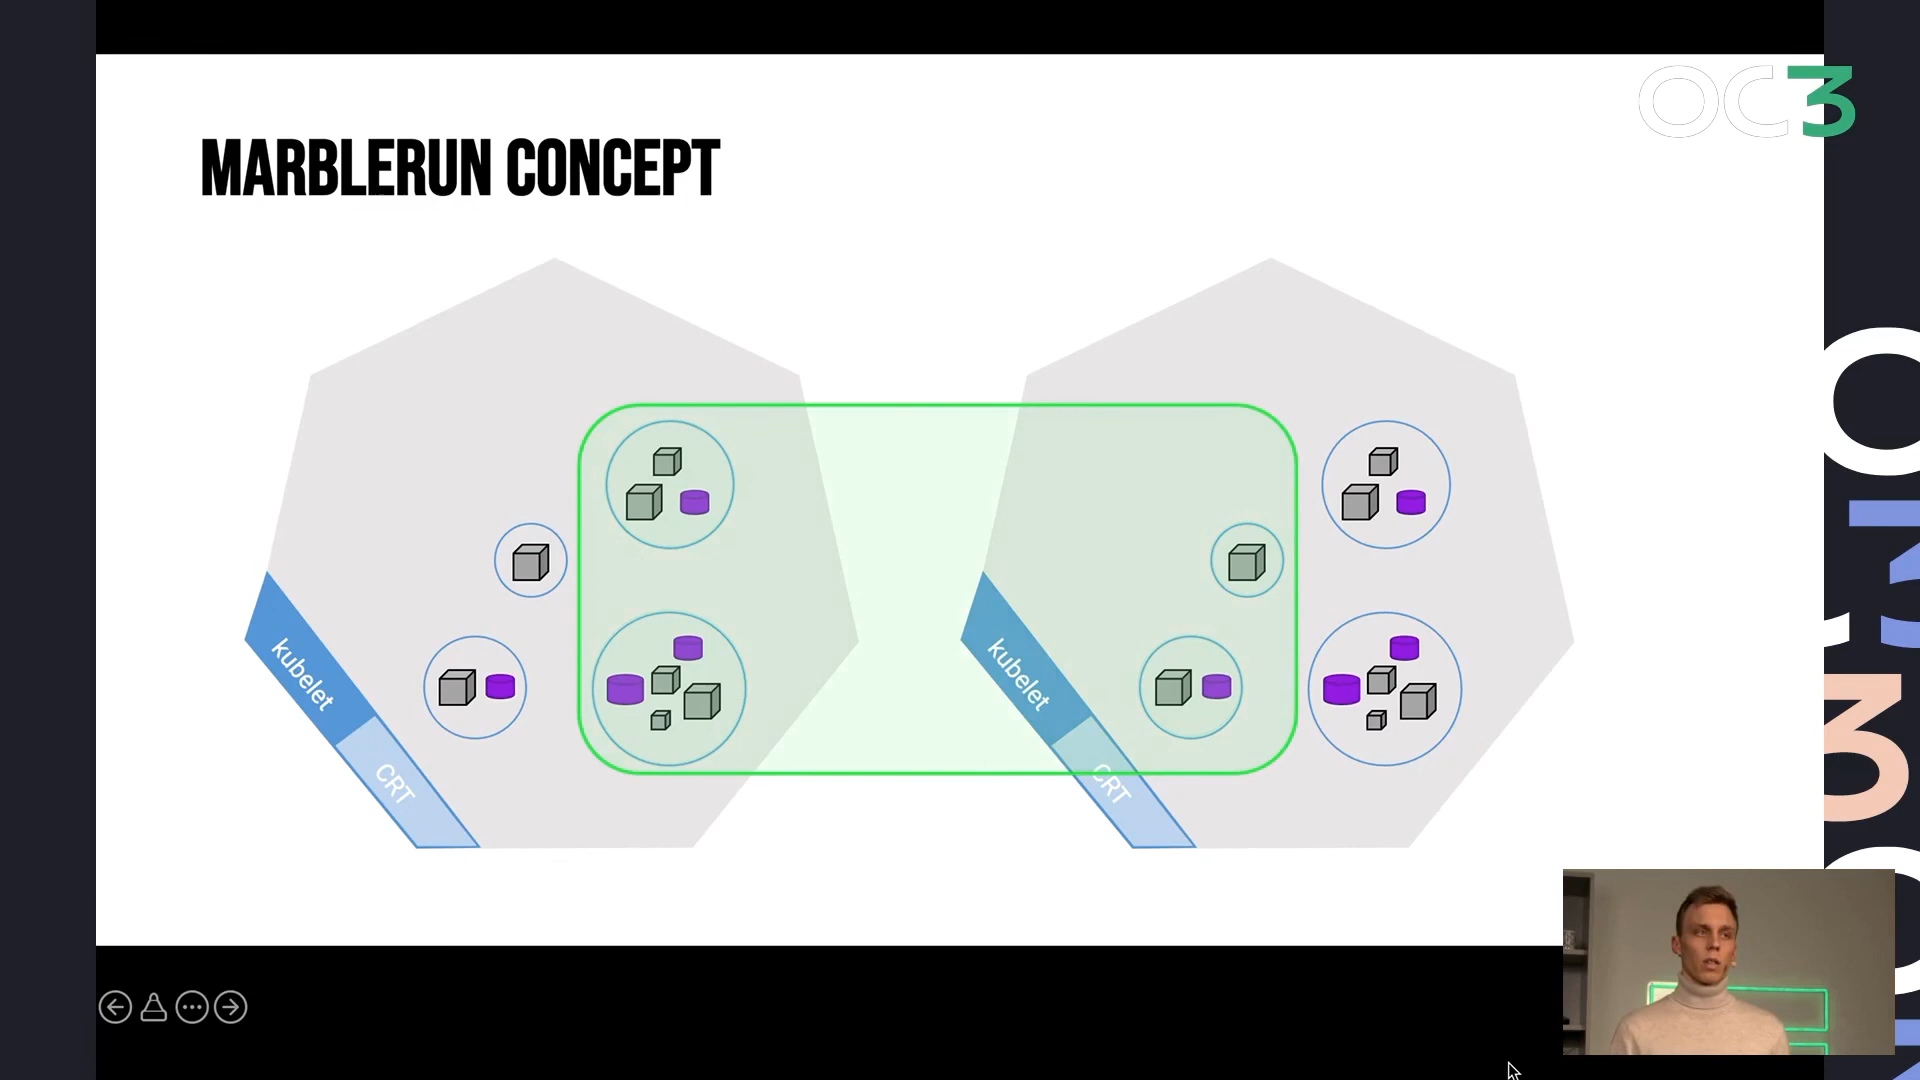 OC3
MARBLERUN CONCEPT
kubelet
CRT
kubelet
CRT